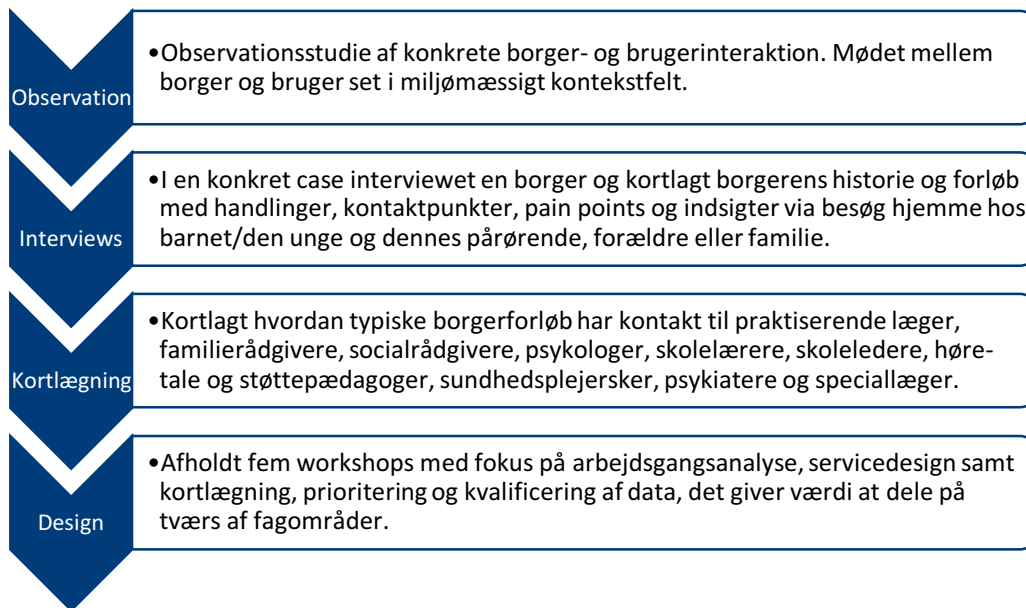 Observation
•Observationsstudie af konkrete borger- og brugerinteraktion. Mødet mellem
borger og bruger set i miljømæssigt kontekstfelt.
Interviews
•I en konkret case interviewet en borger og kortlagt borgerens historie og forløb
med handlinger, kontaktpunkter, pain points og indsigter via besøg hjemme hos
barnet/den unge og dennes pårørende, forældre eller familie.
Kortlægning
•Kortlagt hvordan typiske borgerforløb har kontakt til praktiserende læger,
familierådgivere, socialrådgivere, psykologer, skolelærere, skoleledere, høre-
tale og støttepædagoger, sundhedsplejersker, psykiatere og speciallæger.
Design
•Afholdt fem workshops med fokus på arbejdsgangsanalyse, servicedesign samt
kortlægning, prioritering og kvalificering af data, det giver værdi at dele på
tværs af fagområder.